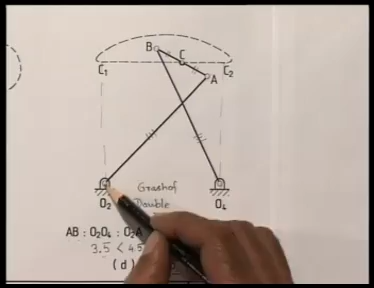 B
C
C₁
C₂
A
Grashof
O₂
Double
O₄
AB : O₂O₄ : O₂A
3.5 < 4.5
(d)